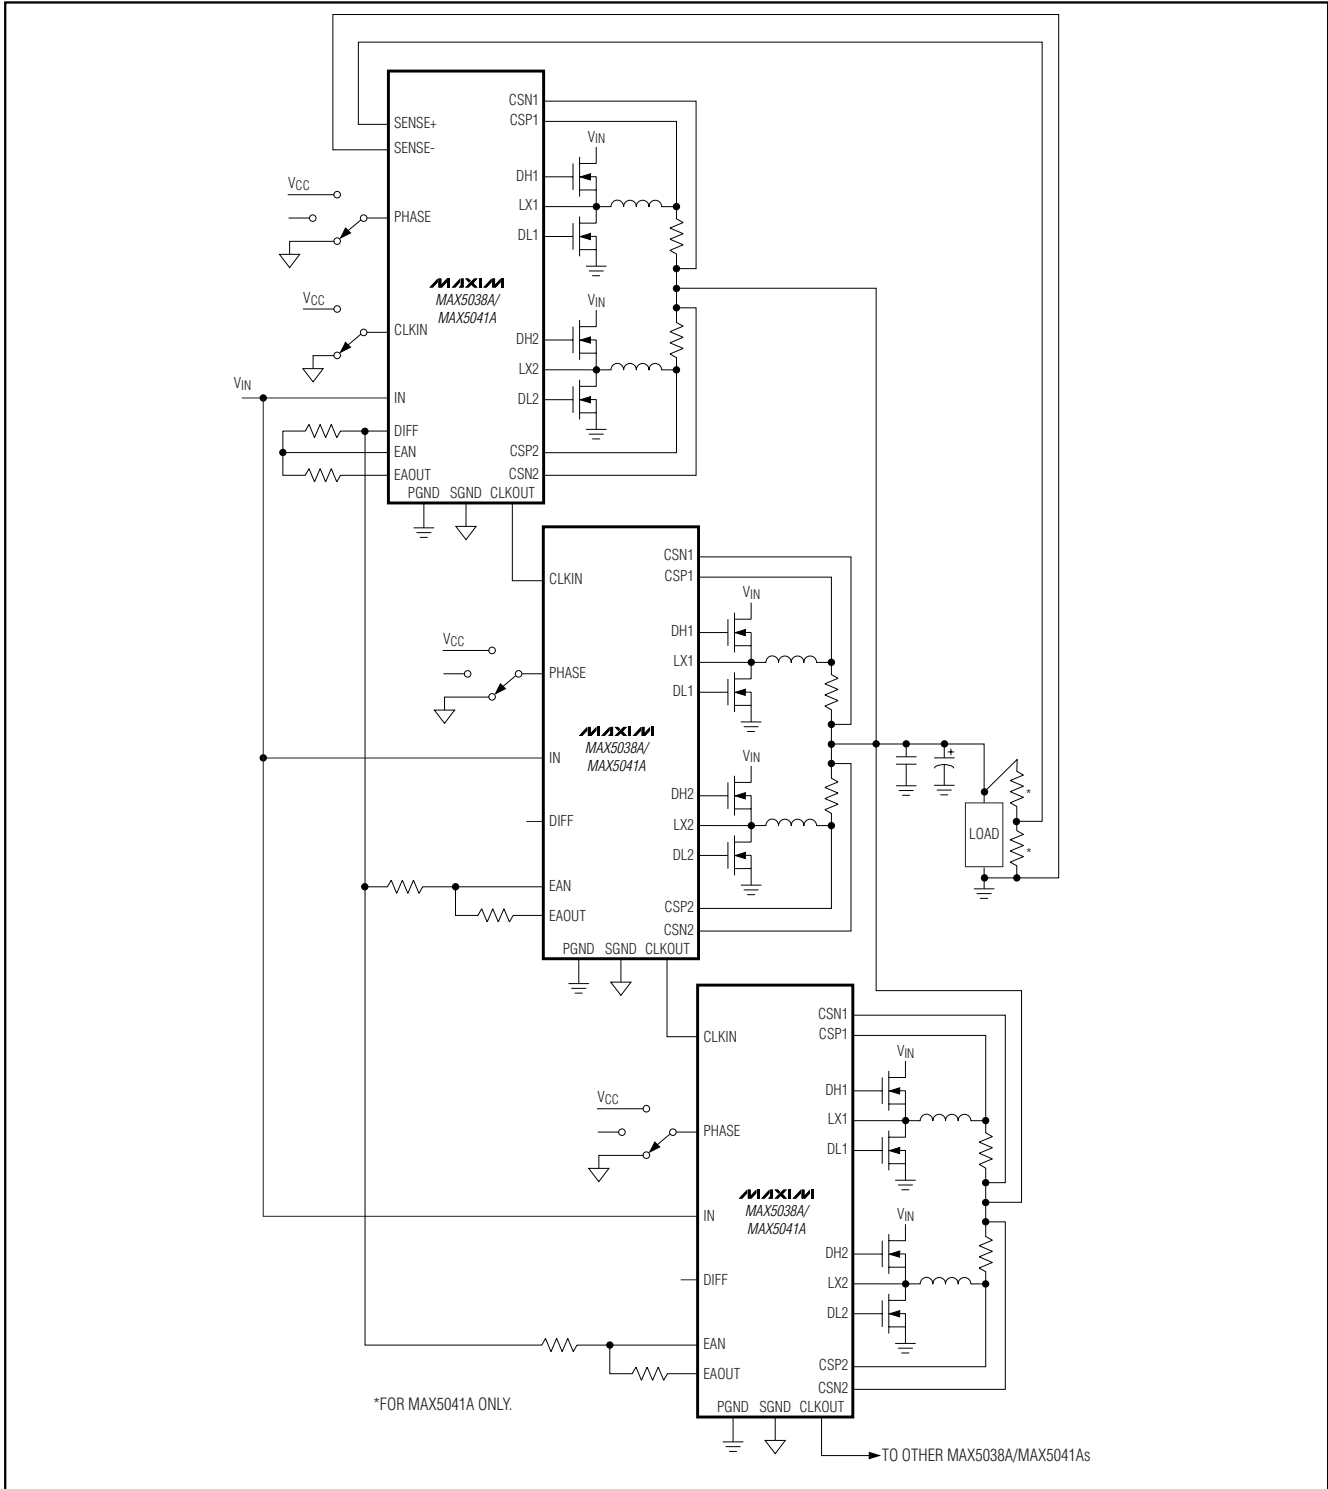 CSN1
CSP1
SENSE+
SENSE-
VIN
DH1
VCC
LX1
PHASE
DL1
MAXIM
MAX5038A/
MAX5041A
VCC
VIN
CLKIN
DH2
LX2
VIN
IN
DL2
DIFF
EAN
CSP2
EAOUT
CSN2
PGND SGND CLKOUT
CSN1
CSP1
CLKIN
VIN
DH1
VCC
LX1
PHASE
DL1
MAXIM
MAX5038A/
MAX5041A
IN
VIN
DH2
*
DIFF
LX2
LOAD
*
DL2
EAN
CSP2
EAOUT
CSN2
PGND SGND CLKOUT
CSN1
CSP1
CLKIN
VIN
DH1
VCC
LX1
PHASE
DL1
MAXIM
MAX5038A/
MAX5041A
IN
VIN
DH2
DIFF
LX2
DL2
EAN
CSP2
EAOUT
CSN2
*FOR MAX5041A ONLY.
PGND SGND CLKOUT
TO OTHER MAX5038A/MAX5041As